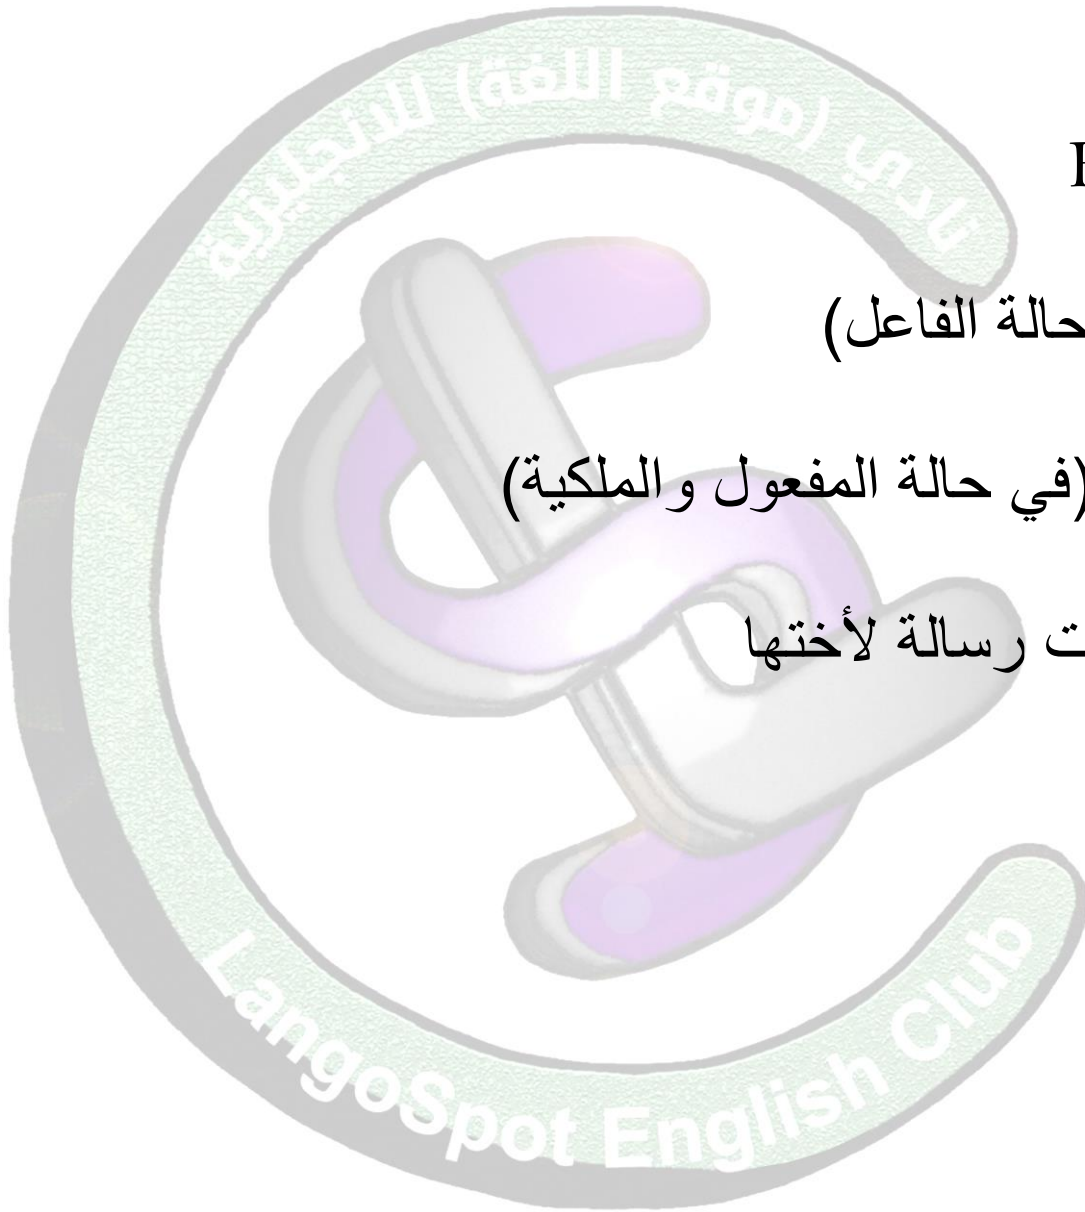 نادي (موقع اللغة) للانجليزية
حالة الفاعل)
(في حالة المفعول والملكية)
ت رسالة لأختها
LangoSpot English Club